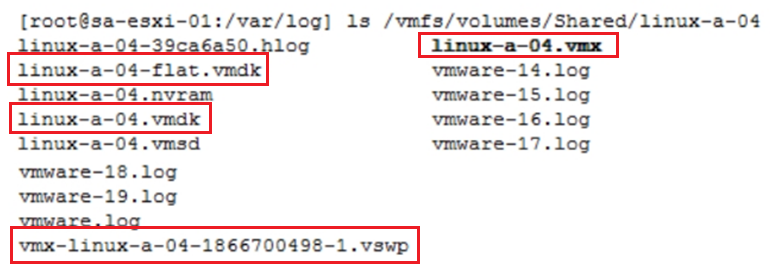 [root@sa-esxi-01:/var/log] ls /vmfs/volumes/Shared/linux-a-04
linux-a-04-39ca6a50.hlog linux-a-04.vmx
linux-a-04-flat.vmdk vmware-14.log
linux-a-04.nvram vmware-15.log
linux-a-04.vmdk vmware-16.log
linux-a-04.vmsd vmware-17.log
vmware-18.log
vmware-19.log
vmware.log
vmx-linux-a-04-1866700498-1.vswp